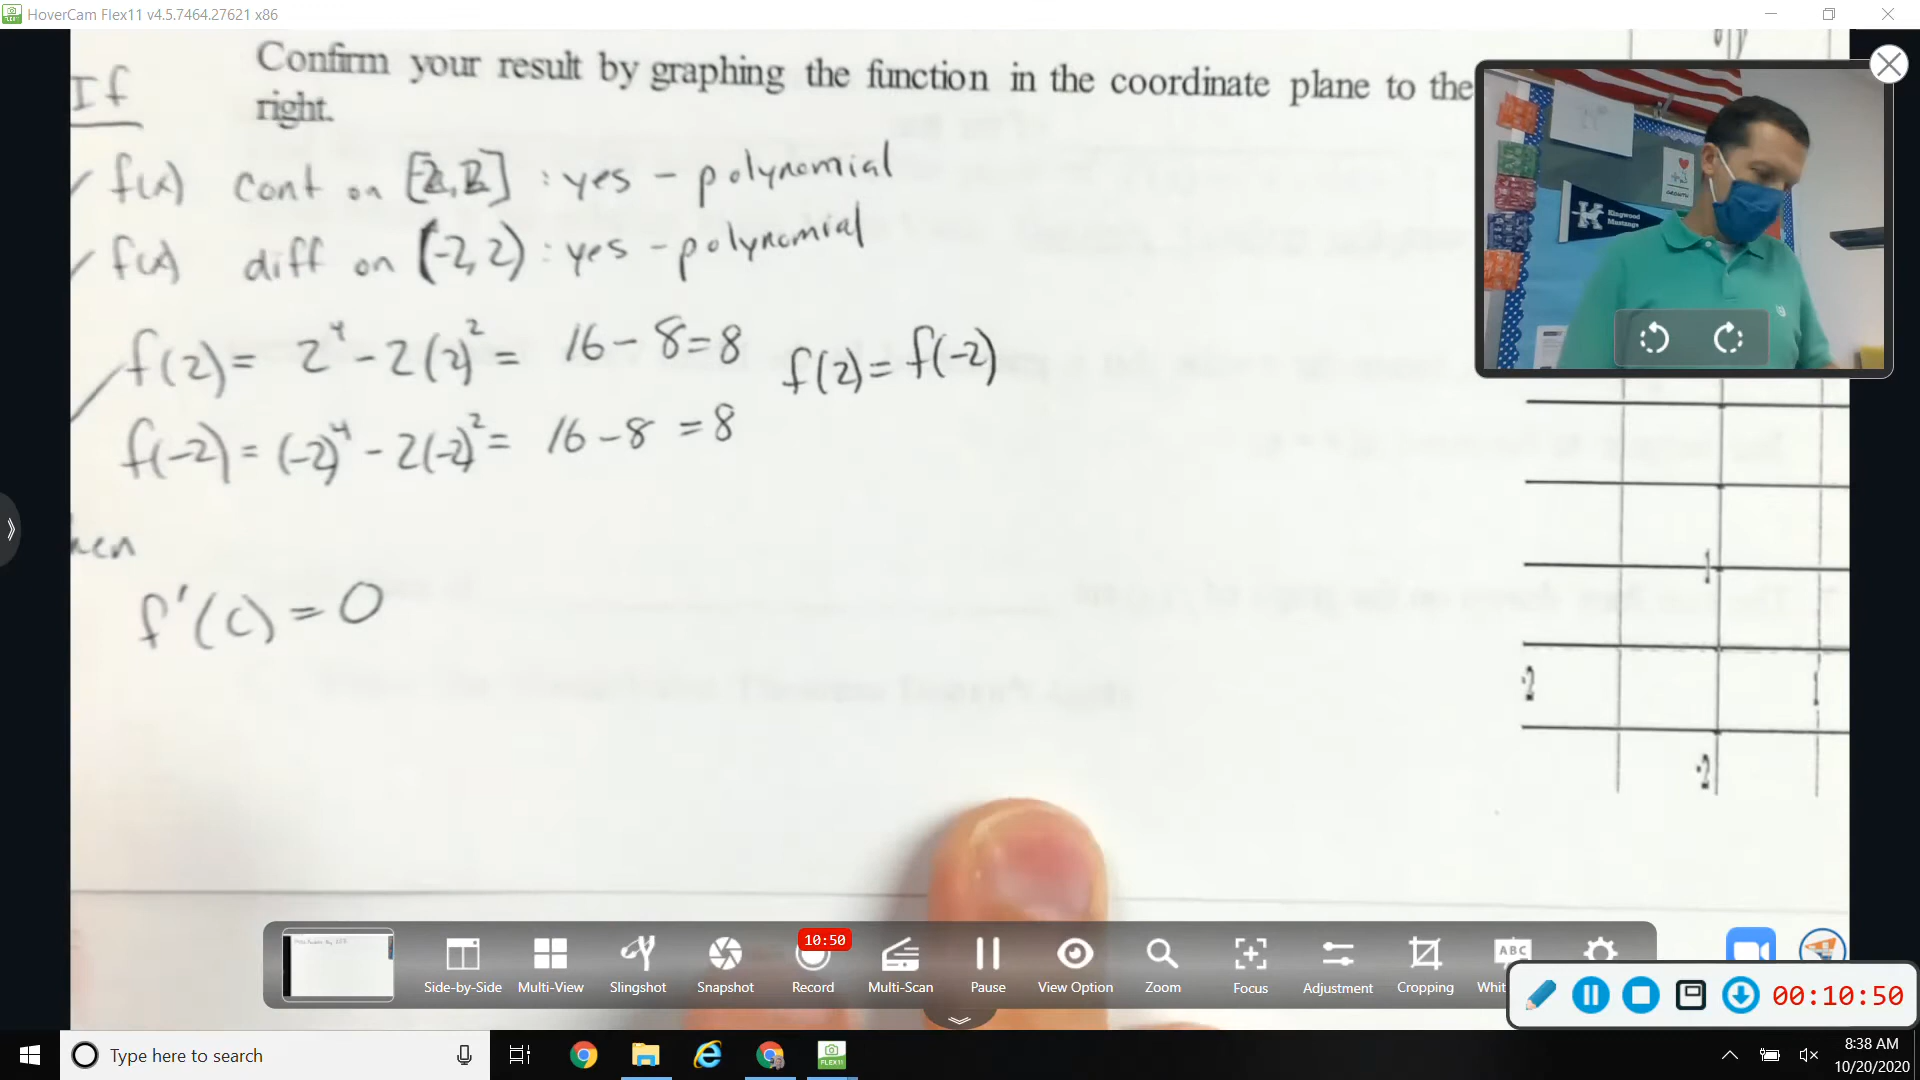 HoverCam Flex11 v4.5.7464.27621 x86
Confirm your result by graphing the function in the coordinate plane to the
right.
If
f(x) cont on [-2, 2] : yes - polynomial
f(x) diff on (-2, 2) : yes - polynomial
f(2) = 2⁴ - 2(2)² = 16 - 8 = 8
f(2) = f(-2)
f(-2) = (-2)⁴ - 2(-2)² = 16 - 8 = 8
hen
f'(c) = 0
1
-2
1
-2
K Kingwood
Mustangs
10:50
Side-by-Side
Multi-View
Slingshot
Snapshot
Record
Multi-Scan
Pause
View Option
Zoom
Focus
Adjustment
Cropping
ABC
Whit
00:10:50
Type here to search
FLEX11
8:38 AM
10/20/2020